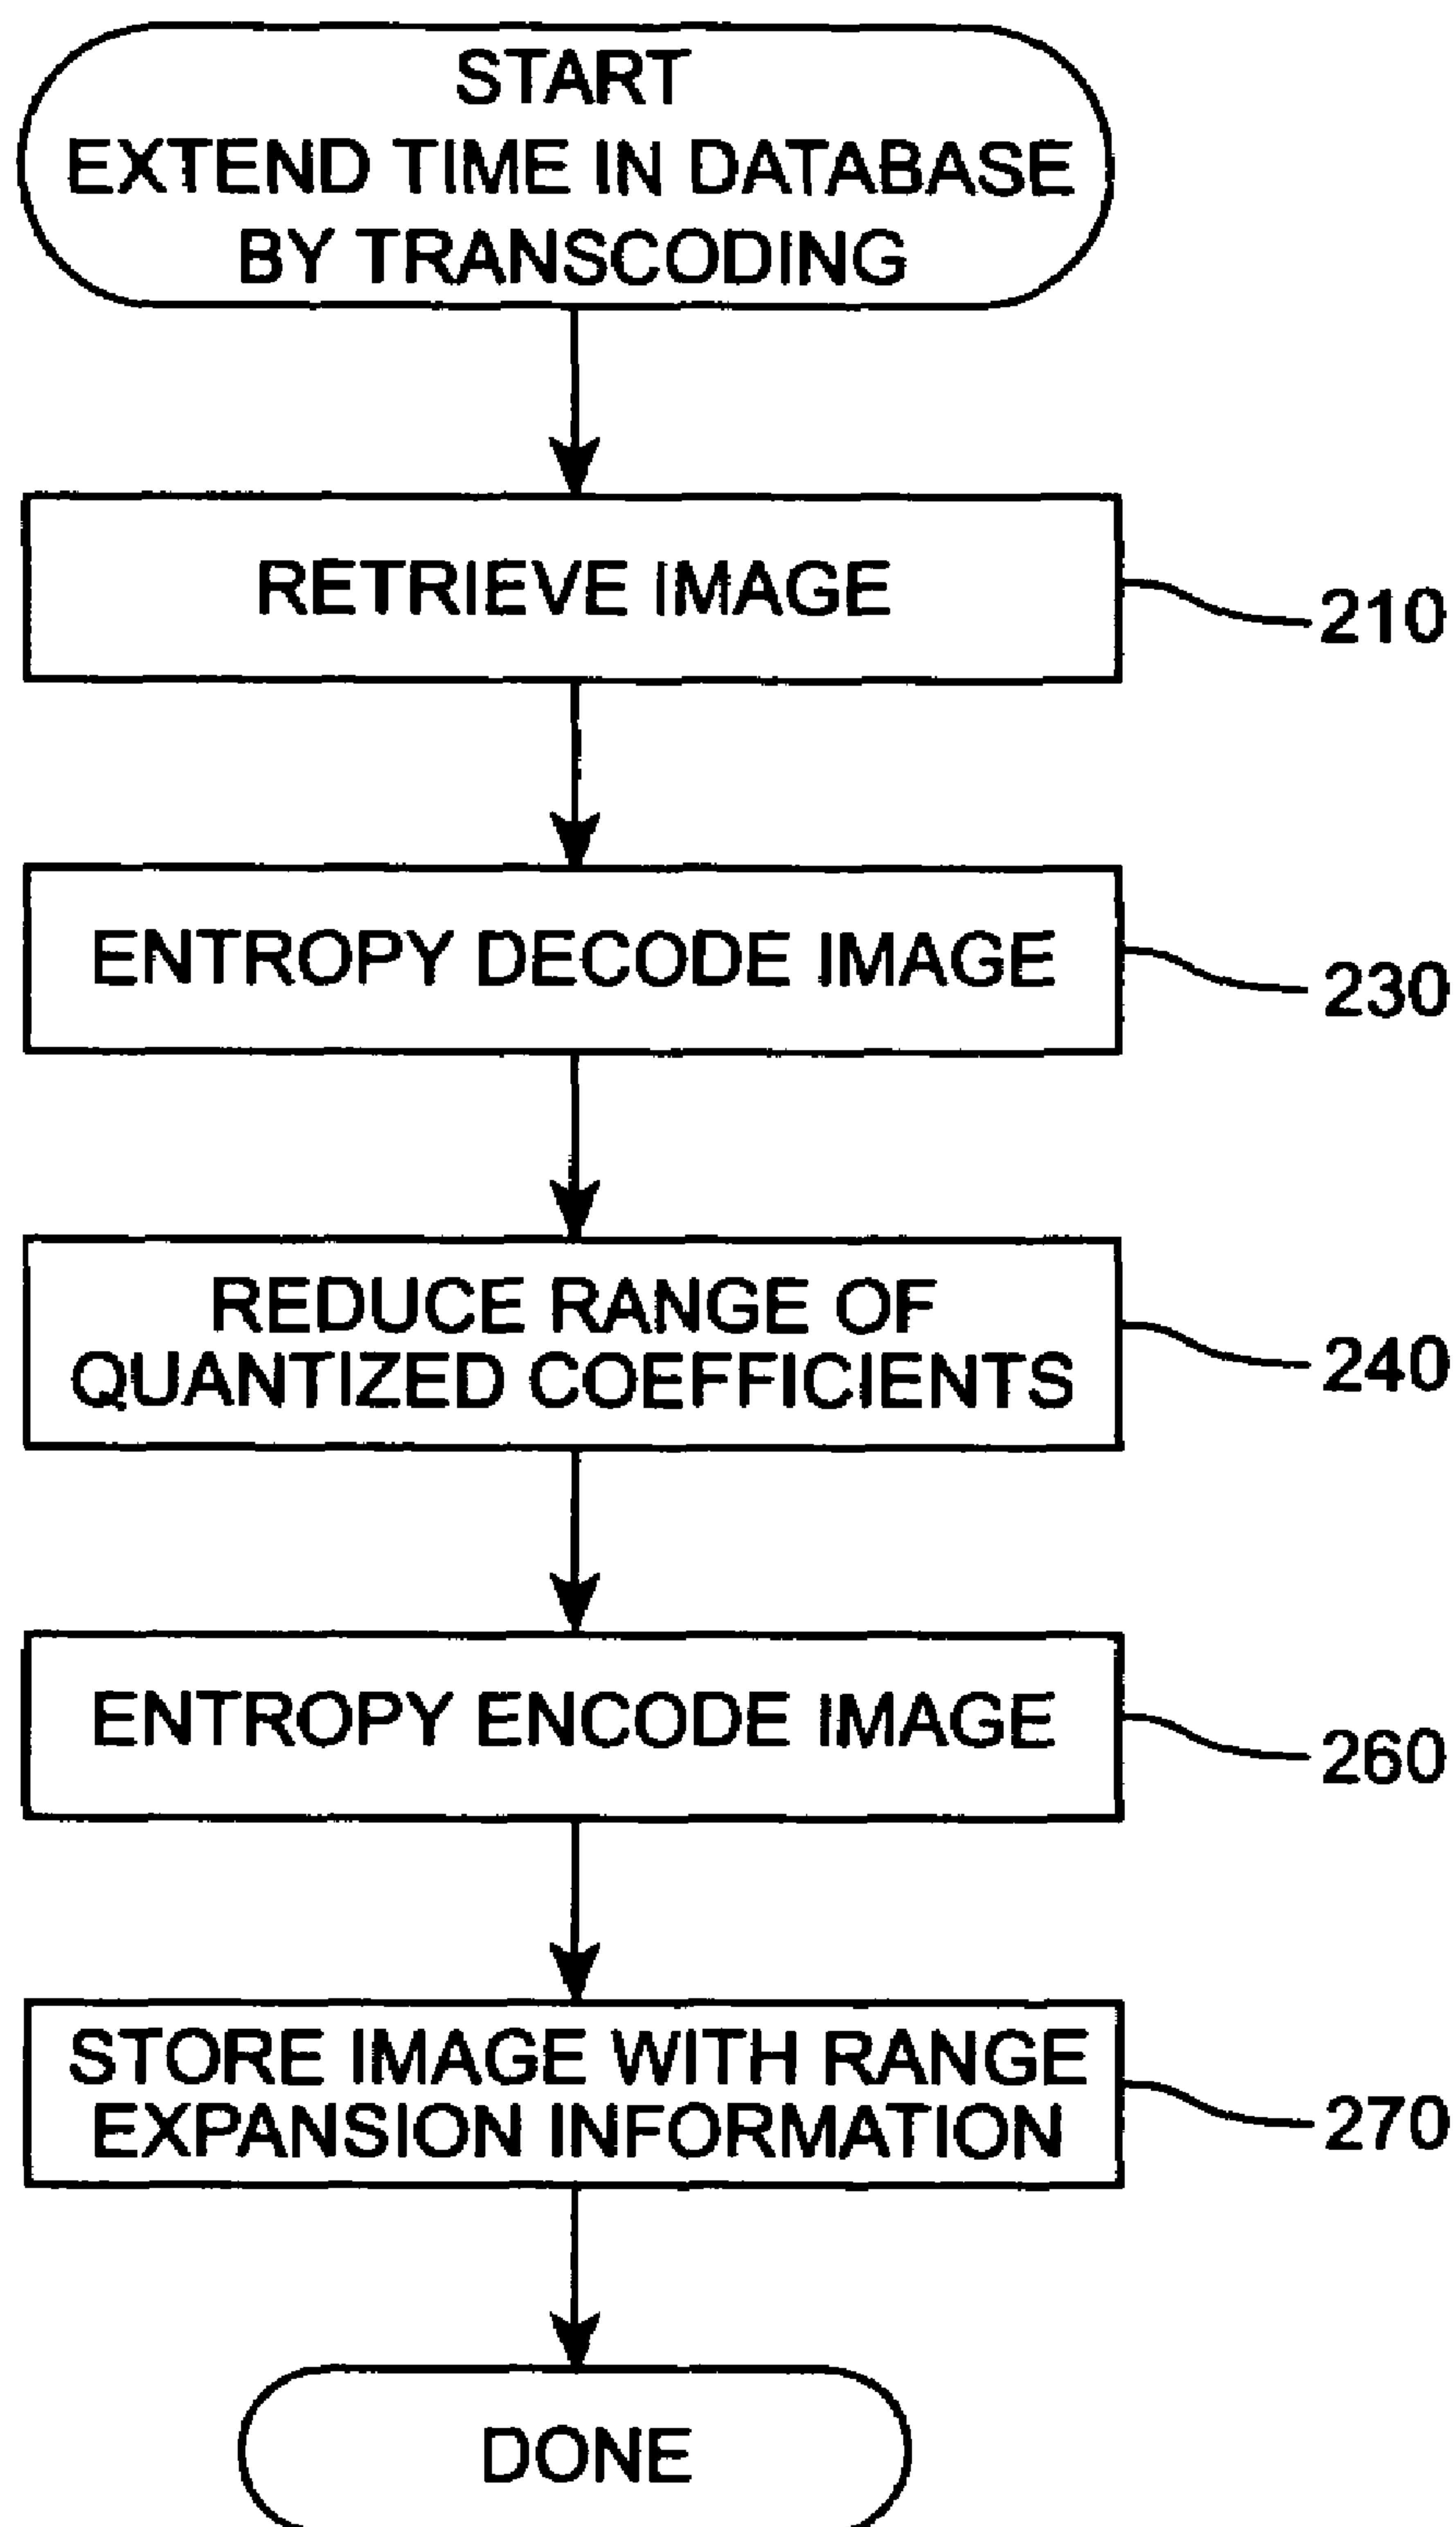 START
EXTEND TIME IN DATABASE
BY TRANSCODING
RETRIEVE IMAGE
210
ENTROPY DECODE IMAGE
230
REDUCE RANGE OF
QUANTIZED COEFFICIENTS
240
ENTROPY ENCODE IMAGE
260
STORE IMAGE WITH RANGE
EXPANSION INFORMATION
270
DONE